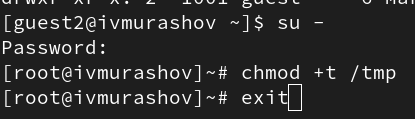 [guest2@ivmurashov ~]$ su -
Password:
[root@ivmurashov]~# chmod +t /tmp
[root@ivmurashov]~# exit